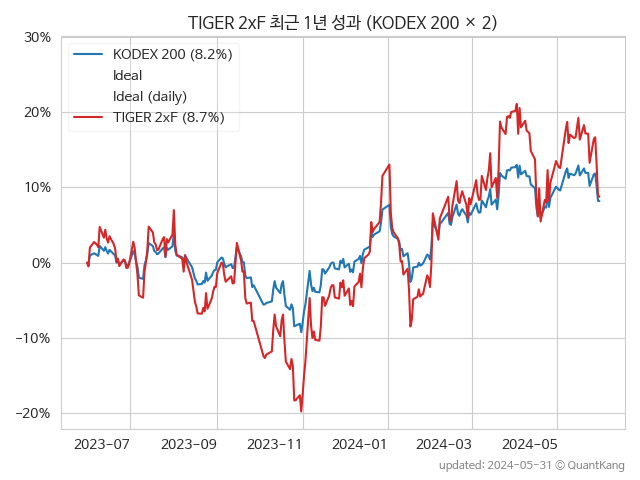 TIGER 2xF 최근 1년 성과 (KODEX 200 × 2)
30%
20%
10%
0%
−10%
−20%
KODEX 200 (8.2%)
Ideal
Ideal (daily)
TIGER 2xF (8.7%)
2023-07
2023-09
2023-11
2024-01
2024-03
2024-05
updated: 2024-05-31 © QuantKang